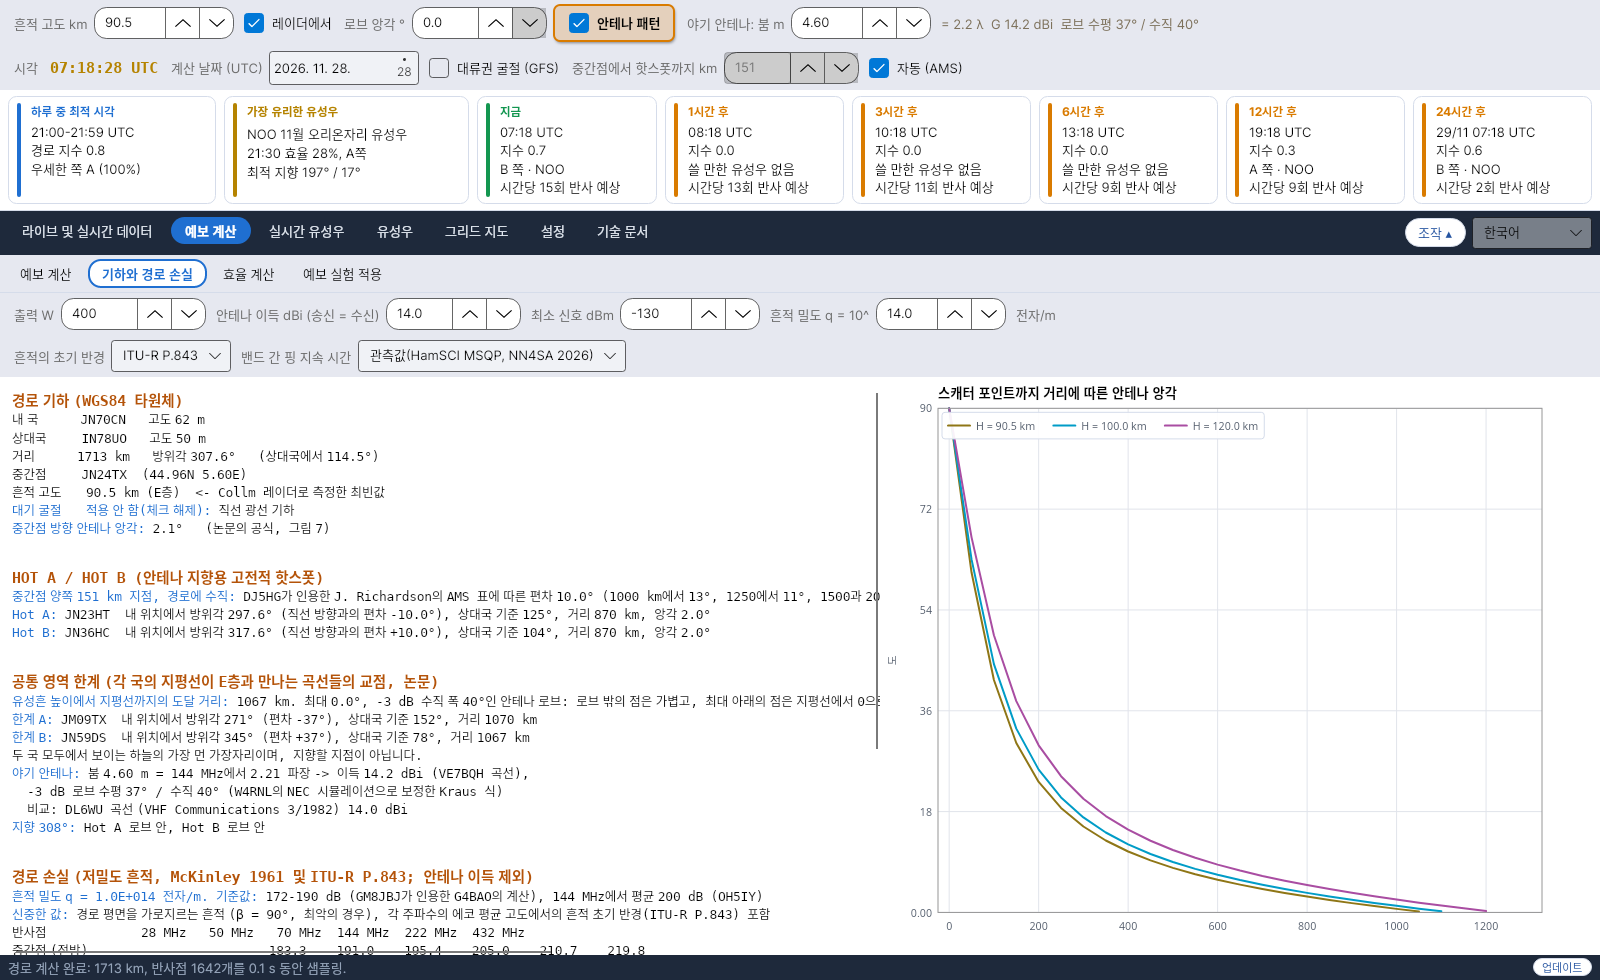 흔적 고도 km 90.5 레이더에서 로브 앙각 ° 0.0 안테나 패턴 야기 안테나: 붐 m 4.60 = 2.2 λ G 14.2 dBi 로브 수평 37° / 수직 40°
시각 07:18:28 UTC 계산 날짜 (UTC) 2026. 11. 28. 28 대류권 굴절 (GFS) 중간점에서 핫스폿까지 km 151 자동 (AMS)
하루 중 최적 시각
21:00-21:59 UTC
경로 지수 0.8
우세한 쪽 A (100%)
가장 유리한 유성우
NOO 11월 오리온자리 유성우
21:30 효율 28%, A쪽
최적 지향 197° / 17°
지금
07:18 UTC
지수 0.7
B 쪽 · NOO
시간당 15회 반사 예상
1시간 후
08:18 UTC
지수 0.0
쓸 만한 유성우 없음
시간당 13회 반사 예상
3시간 후
10:18 UTC
지수 0.0
쓸 만한 유성우 없음
시간당 11회 반사 예상
6시간 후
13:18 UTC
지수 0.0
쓸 만한 유성우 없음
시간당 9회 반사 예상
12시간 후
19:18 UTC
지수 0.3
A 쪽 · NOO
시간당 9회 반사 예상
24시간 후
29/11 07:18 UTC
지수 0.6
B 쪽 · NOO
시간당 2회 반사 예상
라이브 및 실시간 데이터 예보 계산 실시간 유성우 유성우 그리드 지도 설정 기술 문서 조작 ▴ 한국어
예보 계산 기하와 경로 손실 효율 계산 예보 실험 적용
출력 W 400 안테나 이득 dBi (송신 = 수신) 14.0 최소 신호 dBm -130 흔적 밀도 q = 10^ 14.0 전자/m
흔적의 초기 반경 ITU-R P.843 밴드 간 핑 지속 시간 관측값(HamSCI MSQP, NN4SA 2026)
경로 기하 (WGS84 타원체)
내 국 JN70CN 고도 62 m
상대국 IN78UO 고도 50 m
거리 1713 km 방위각 307.6° (상대국에서 114.5°)
중간점 JN24TX (44.96N 5.60E)
흔적 고도 90.5 km (E층) <- Collm 레이더로 측정한 최빈값
대기 굴절 적용 안 함(체크 해제): 직선 광선 기하
중간점 방향 안테나 앙각: 2.1° (논문의 공식, 그림 7)
HOT A / HOT B (안테나 지향용 고전적 핫스폿)
중간점 양쪽 151 km 지점, 경로에 수직: DJ5HG가 인용한 J. Richardson의 AMS 표에 따른 편차 10.0° (1000 km에서 13°, 1250에서 11°, 1500과 20
Hot A: JN23HT 내 위치에서 방위각 297.6° (직선 방향과의 편차 -10.0°), 상대국 기준 125°, 거리 870 km, 앙각 2.0°
Hot B: JN36HC 내 위치에서 방위각 317.6° (직선 방향과의 편차 +10.0°), 상대국 기준 104°, 거리 870 km, 앙각 2.0°
공통 영역 한계 (각 국의 지평선이 E층과 만나는 곡선들의 교점, 논문)
유성흔 높이에서 지평선까지의 도달 거리: 1067 km. 최대 0.0°, -3 dB 수직 폭 40°인 안테나 로브: 로브 밖의 점은 가볍고, 최대 아래의 점은 지평선에서 0으
한계 A: JM09TX 내 위치에서 방위각 271° (편차 -37°), 상대국 기준 152°, 거리 1070 km
한계 B: JN59DS 내 위치에서 방위각 345° (편차 +37°), 상대국 기준 78°, 거리 1067 km
두 국 모두에서 보이는 하늘의 가장 먼 가장자리이며, 지향할 지점이 아닙니다.
야기 안테나: 붐 4.60 m = 144 MHz에서 2.21 파장 -> 이득 14.2 dBi (VE7BQH 곡선),
-3 dB 로브 수평 37° / 수직 40° (W4RNL의 NEC 시뮬레이션으로 보정한 Kraus 식)
비교: DL6WU 곡선 (VHF Communications 3/1982) 14.0 dBi
지향 308°: Hot A 로브 안, Hot B 로브 안
경로 손실 (저밀도 흔적, McKinley 1961 및 ITU-R P.843; 안테나 이득 제외)
흔적 밀도 q = 1.0E+014 전자/m. 기준값: 172-190 dB (GM8JBJ가 인용한 G4BAO의 계산), 144 MHz에서 평균 200 dB (OH5IY)
신중한 값: 경로 평면을 가로지르는 흔적 (β = 90°, 최악의 경우), 각 주파수의 에코 평균 고도에서의 흔적 초기 반경(ITU-R P.843) 포함
반사점 28 MHz 50 MHz 70 MHz 144 MHz 222 MHz 432 MHz
중간점 (전방) 183.3 191.0 195.4 205.0 210.7 219.8
스캐터 포인트까지 거리에 따른 안테나 앙각
H = 90.5 km H = 100.0 km H = 120.0 km
90
72
54
36
18
0.00
0 200 400 600 800 1000 1200
도
경로 계산 완료: 1713 km, 반사점 1642개를 0.1 s 동안 샘플링. 업데이트